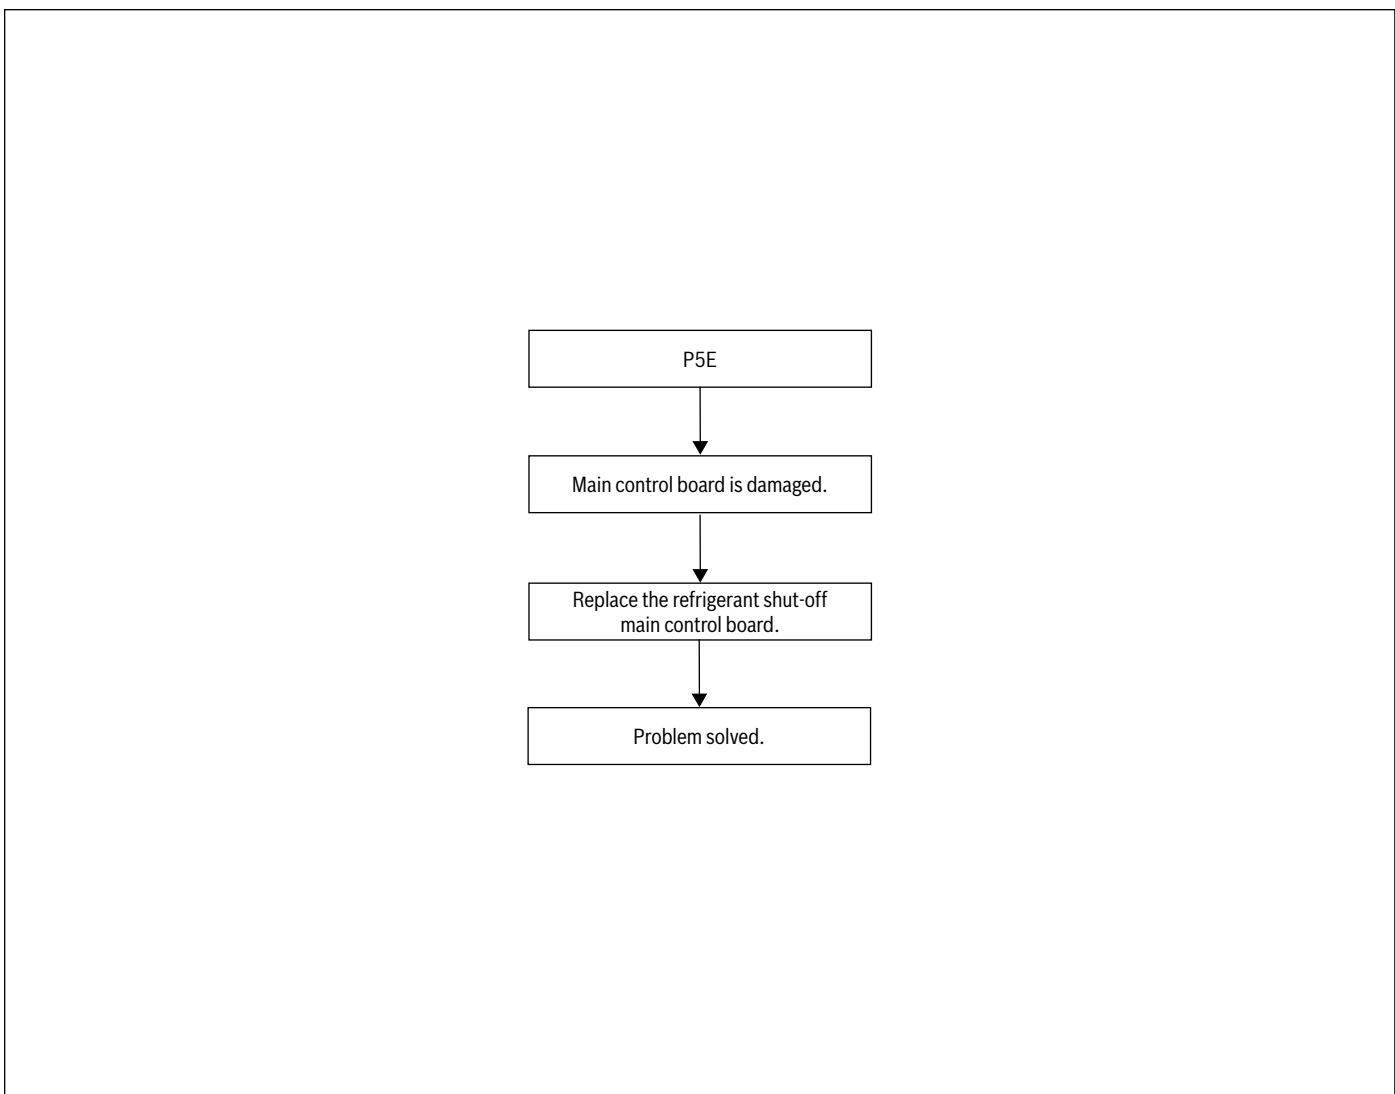 P5E
Main control board is damaged.
Replace the refrigerant shut-off
main control board.
Problem solved.